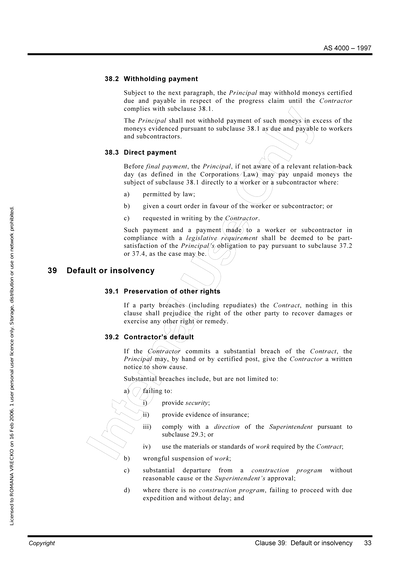 AS 4000 – 1997
38.2 Withholding payment
Subject to the next paragraph, the Principal may withhold moneys certified
due and payable in respect of the progress claim until the Contractor
complies with subclause 38.1.
The Principal shall not withhold payment of such moneys in excess of the
moneys evidenced pursuant to subclause 38.1 as due and payable to workers
and subcontractors.
38.3 Direct payment
Before final payment, the Principal, if not aware of a relevant relation-back
day (as defined in the Corporations Law) may pay unpaid moneys the
subject of subclause 38.1 directly to a worker or a subcontractor where:
a) permitted by law;
b) given a court order in favour of the worker or subcontractor; or
c) requested in writing by the Contractor.
Such payment and a payment made to a worker or subcontractor in
compliance with a legislative requirement shall be deemed to be part-
satisfaction of the Principal's obligation to pay pursuant to subclause 37.2
or 37.4, as the case may be.
39 Default or insolvency
39.1 Preservation of other rights
If a party breaches (including repudiates) the Contract, nothing in this
clause shall prejudice the right of the other party to recover damages or
exercise any other right or remedy.
39.2 Contractor's default
If the Contractor commits a substantial breach of the Contract, the
Principal may, by hand or by certified post, give the Contractor a written
notice to show cause.
Substantial breaches include, but are not limited to:
a) failing to:
i) provide security;
ii) provide evidence of insurance;
iii) comply with a direction of the Superintendent pursuant to
subclause 29.3; or
iv) use the materials or standards of work required by the Contract;
b) wrongful suspension of work;
c) substantial departure from a construction program without
reasonable cause or the Superintendent's approval;
d) where there is no construction program, failing to proceed with due
expedition and without delay; and
Copyright Clause 39: Default or insolvency 33
Licensed to ROMANA VRECKO on 16 Feb 2006. 1 user personal user licence only. Storage, distribution or use on network prohibited.
Internal Use Only